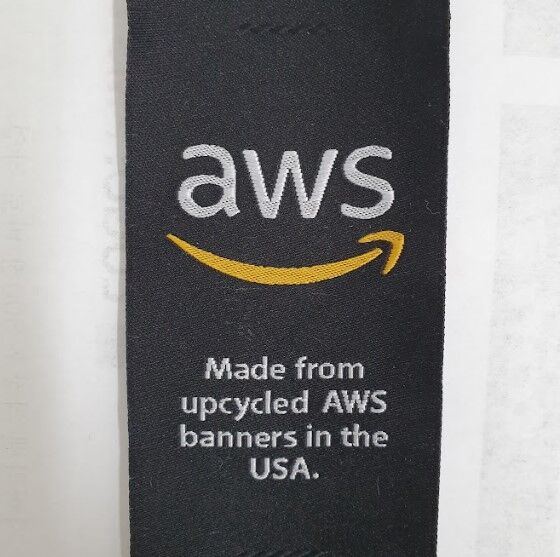 aws
Made from
upcycled AWS
banners in the
USA.